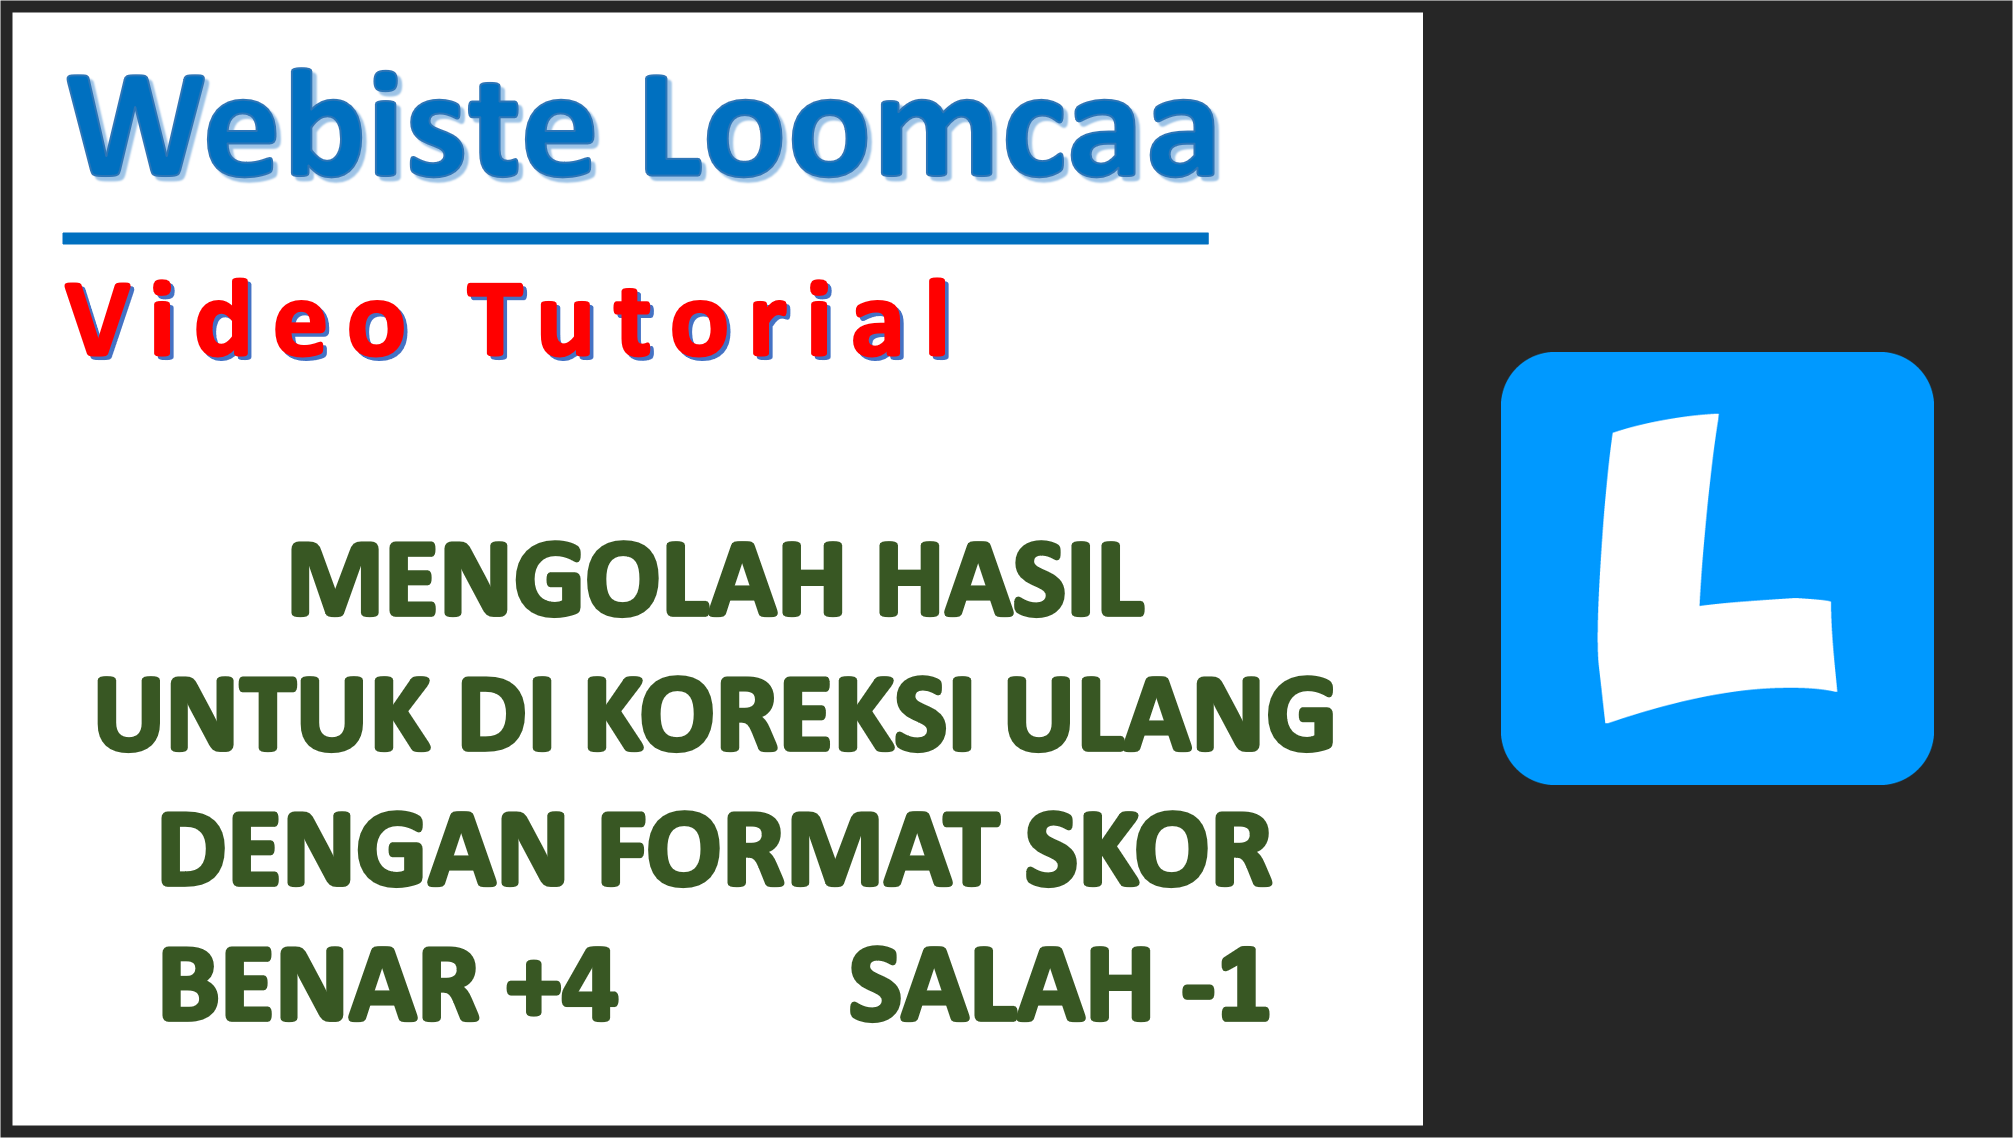 Webiste Loomcaa
Video Tutorial
MENGOLAH HASIL
UNTUK DI KOREKSI ULANG
DENGAN FORMAT SKOR
BENAR +4 SALAH -1
L